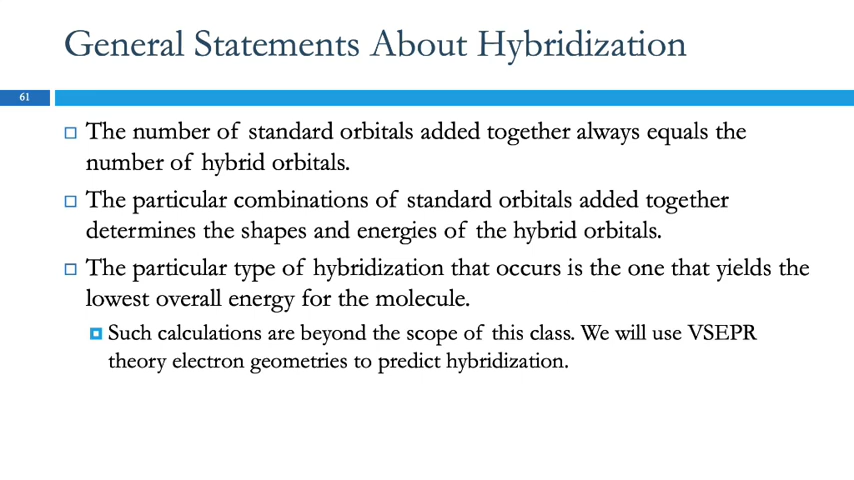 General Statements About Hybridization
61
The number of standard orbitals added together always equals the
number of hybrid orbitals.
The particular combinations of standard orbitals added together
determines the shapes and energies of the hybrid orbitals.
The particular type of hybridization that occurs is the one that yields the
lowest overall energy for the molecule.
Such calculations are beyond the scope of this class. We will use VSEPR
theory electron geometries to predict hybridization.